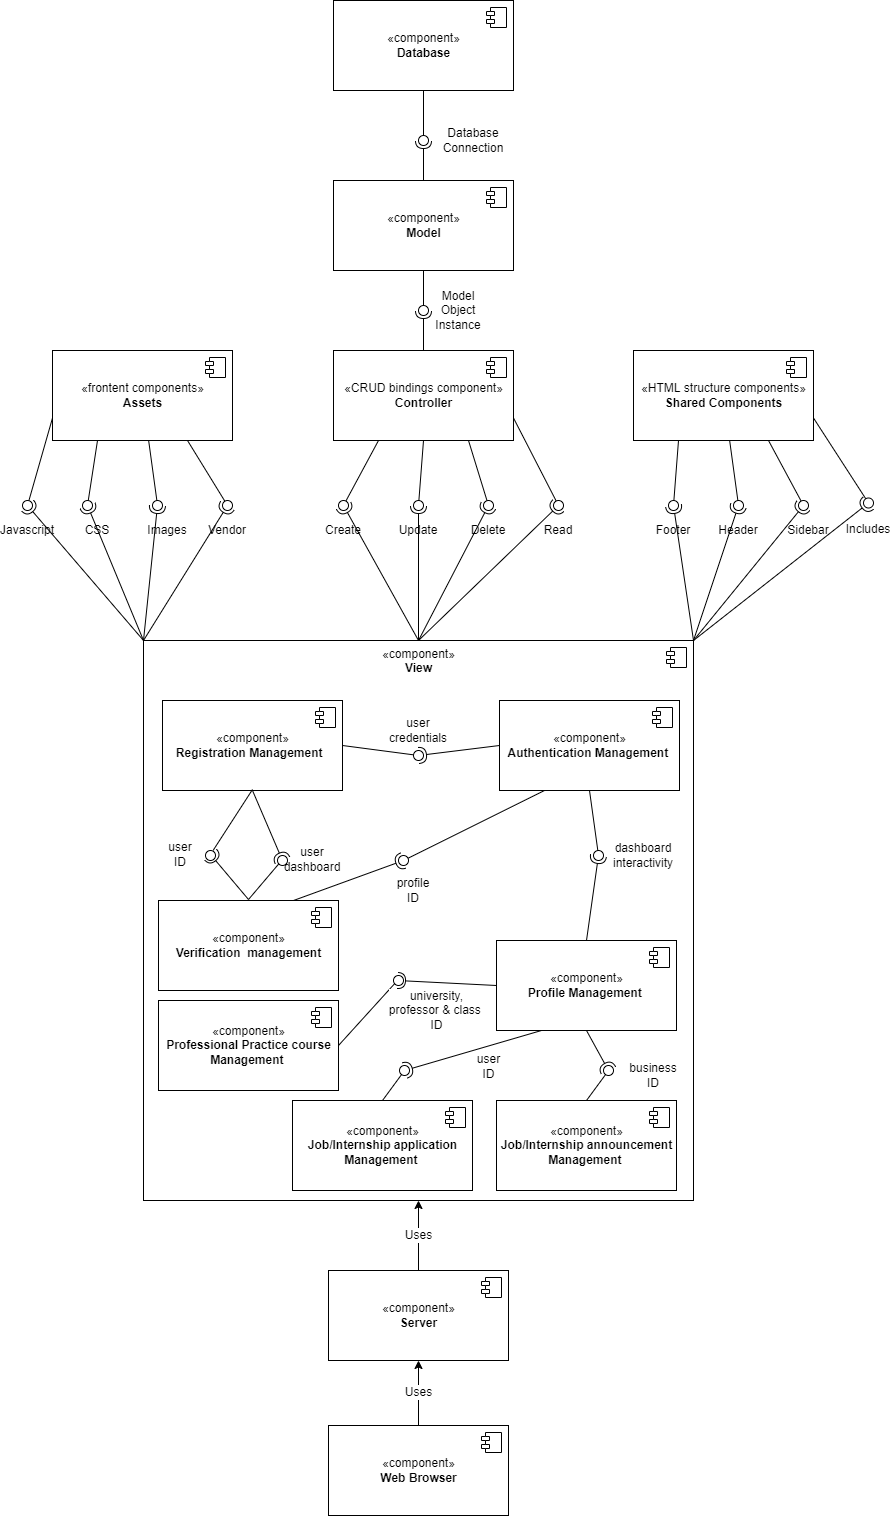 «component»
Database
Database
Connection
«component»
Model
Model
Object
Instance
«frontent components»
Assets
«CRUD bindings component»
Controller
«HTML structure components»
Shared Components
Javascript
CSS
Images
Vendor
Create
Update
Delete
Read
Footer
Header
Sidebar
Includes
«component»
View
«component»
Registration Management
user
credentials
«component»
Authentication Management
user
ID
user
dashboard
profile
ID
dashboard
interactivity
«component»
Verification  management
«component»
Profile Management
university,
professor & class
ID
«component»
Professional Practice course
Management
user
ID
business
ID
«component»
Job/Internship application
Management
«component»
Job/Internship announcement
Management
Uses
«component»
Server
Uses
«component»
Web Browser